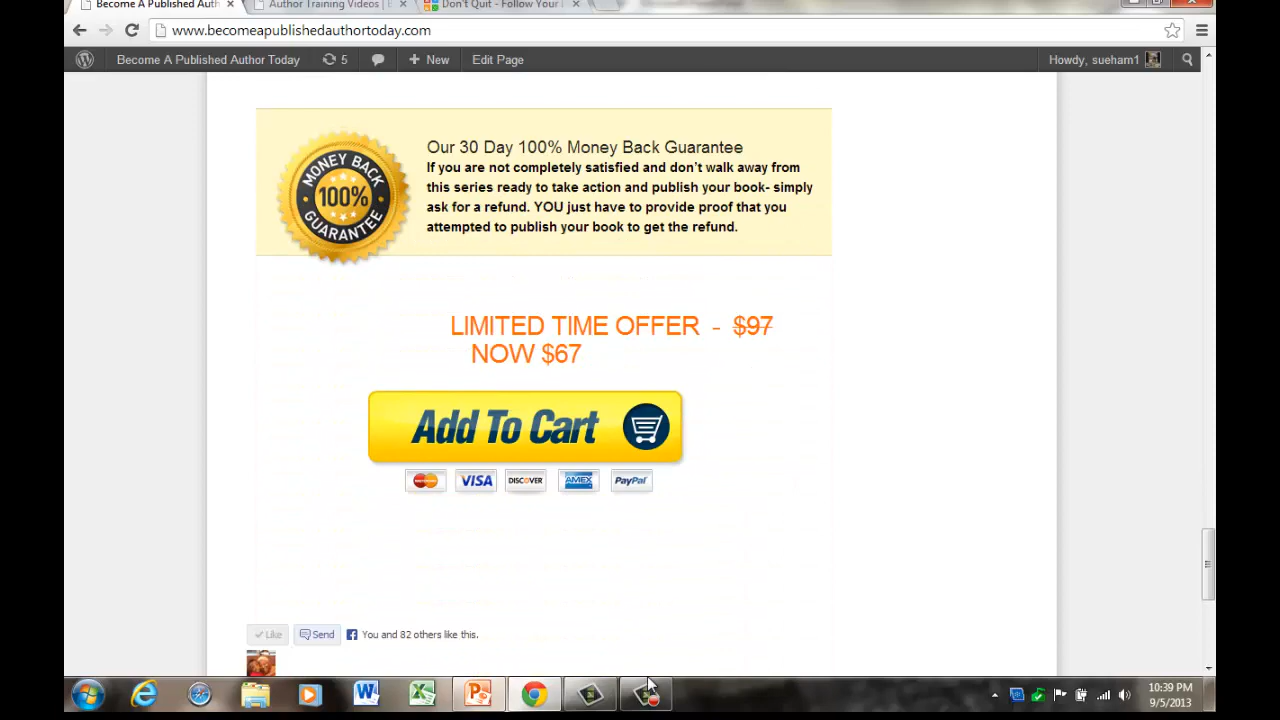 Become A Published Auth
Author Training Videos | E
Don't Quit - Follow Your
www.becomeapublishedauthortoday.com
Become A Published Author Today
5
New
Edit Page
Howdy, sueham1
MONEY BACK
100%
GUARANTEE
Our 30 Day 100% Money Back Guarantee
If you are not completely satisfied and don't walk away from
this series ready to take action and publish your book- simply
ask for a refund. YOU just have to provide proof that you
attempted to publish your book to get the refund.
LIMITED TIME OFFER - $97
NOW $67
Add To Cart
VISA
DISCOVER
AMEX
PayPal
Like
Send
You and 82 others like this.
10:39 PM
9/5/2013